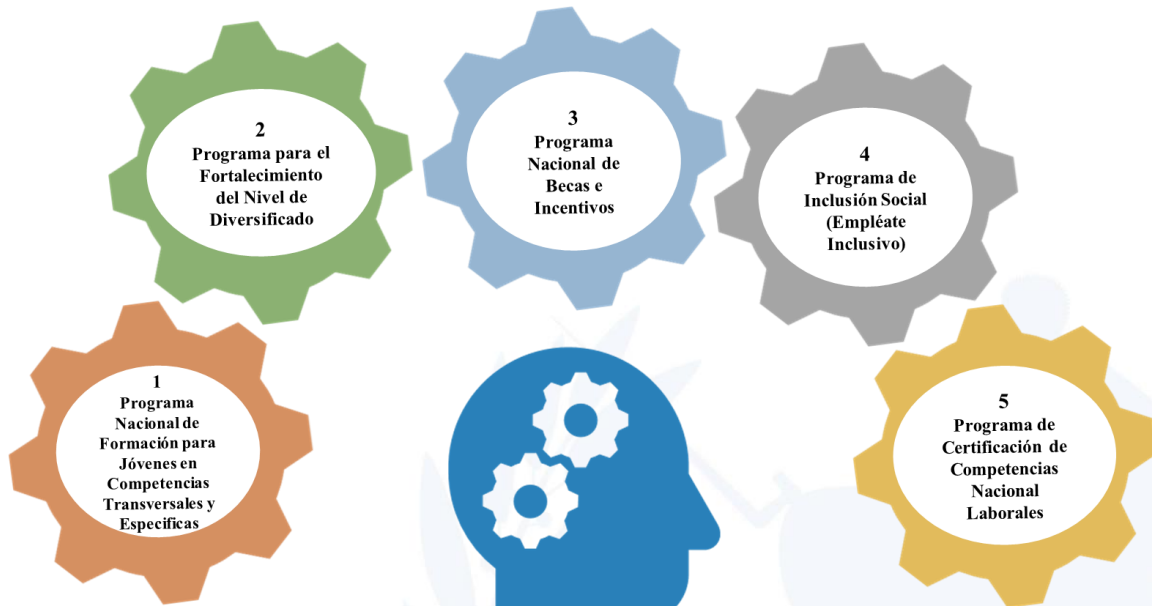 1
Programa
Nacional de
Formación para
Jóvenes en
Competencias
Transversales y
Especificas
2
Programa para el
Fortalecimiento
del Nivel de
Diversificado
3
Programa
Nacional de
Becas e
Incentivos
4
Programa de
Inclusión Social
(Empléate
Inclusivo)
5
Programa de
Certificación de
Competencias
Nacional
Laborales